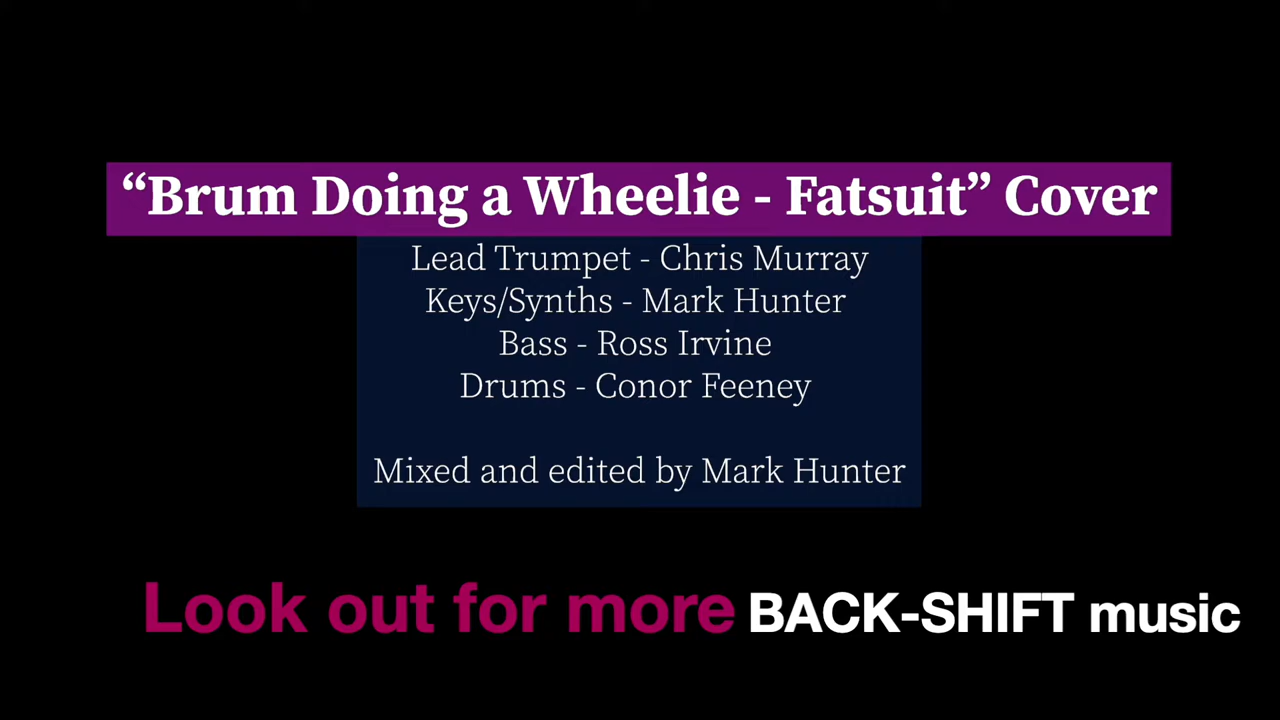 “Brum Doing a Wheelie - Fatsuit” Cover
Lead Trumpet - Chris Murray
Keys/Synths - Mark Hunter
Bass - Ross Irvine
Drums - Conor Feeney
Mixed and edited by Mark Hunter
Look out for more BACK-SHIFT music